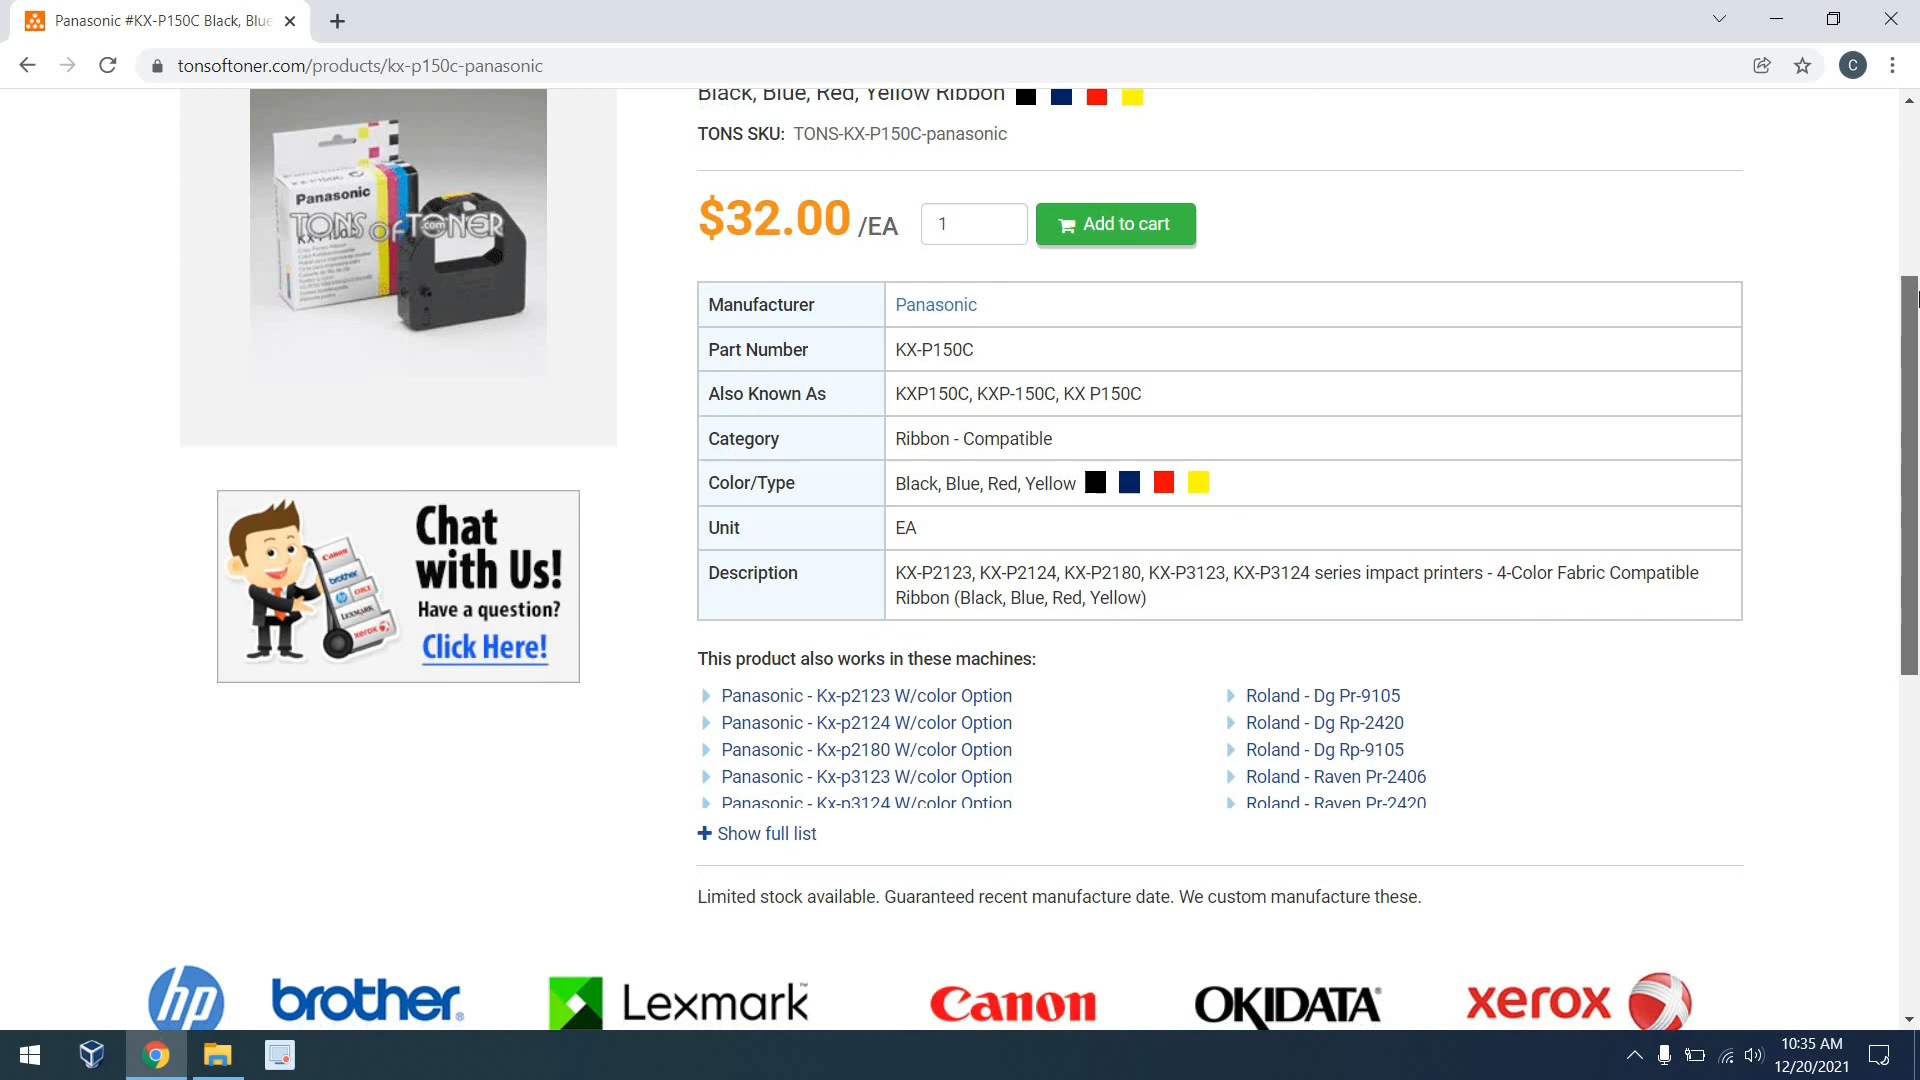 Panasonic #KX-P150C Black, Blue
tonsoftoner.com/products/kx-p150c-panasonic
C
Black, Blue, Red, Yellow Ribbon
TONS SKU: TONS-KX-P150C-panasonic
Panasonic
TONS of TONER
.com
$32.00 /EA
1
Add to cart
Manufacturer Panasonic
Part Number KX-P150C
Also Known As KXP150C, KXP-150C, KX P150C
Category Ribbon - Compatible
Color/Type Black, Blue, Red, Yellow
Unit EA
Description KX-P2123, KX-P2124, KX-P2180, KX-P3123, KX-P3124 series impact printers - 4-Color Fabric Compatible
Ribbon (Black, Blue, Red, Yellow)
Chat
with Us!
Have a question?
Click Here!
Canon
brother
hp OKI
LEXMARK
xerox
This product also works in these machines:
Panasonic - Kx-p2123 W/color Option
Panasonic - Kx-p2124 W/color Option
Panasonic - Kx-p2180 W/color Option
Panasonic - Kx-p3123 W/color Option
Panasonic - Kx-p3124 W/color Option
Roland - Dg Pr-9105
Roland - Dg Rp-2420
Roland - Dg Rp-9105
Roland - Raven Pr-2406
Roland - Raven Pr-2420
Show full list
Limited stock available. Guaranteed recent manufacture date. We custom manufacture these.
hp brother Lexmark Canon OKIDATA xerox
10:35 AM
12/20/2021